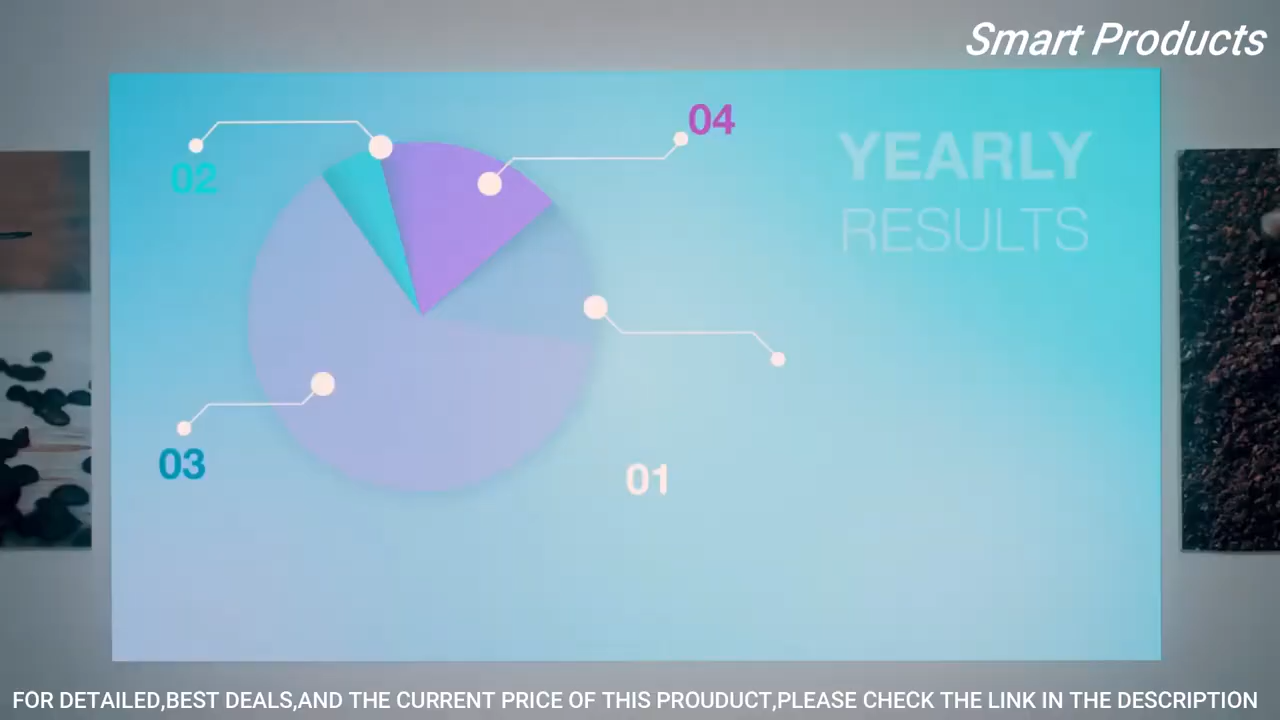 Smart Products
04
YEARLY
02
RESULTS
03
01
FOR DETAILED,BEST DEALS,AND THE CURRENT PRICE OF THIS PROUDUCT,PLEASE CHECK THE LINK IN THE DESCRIPTION